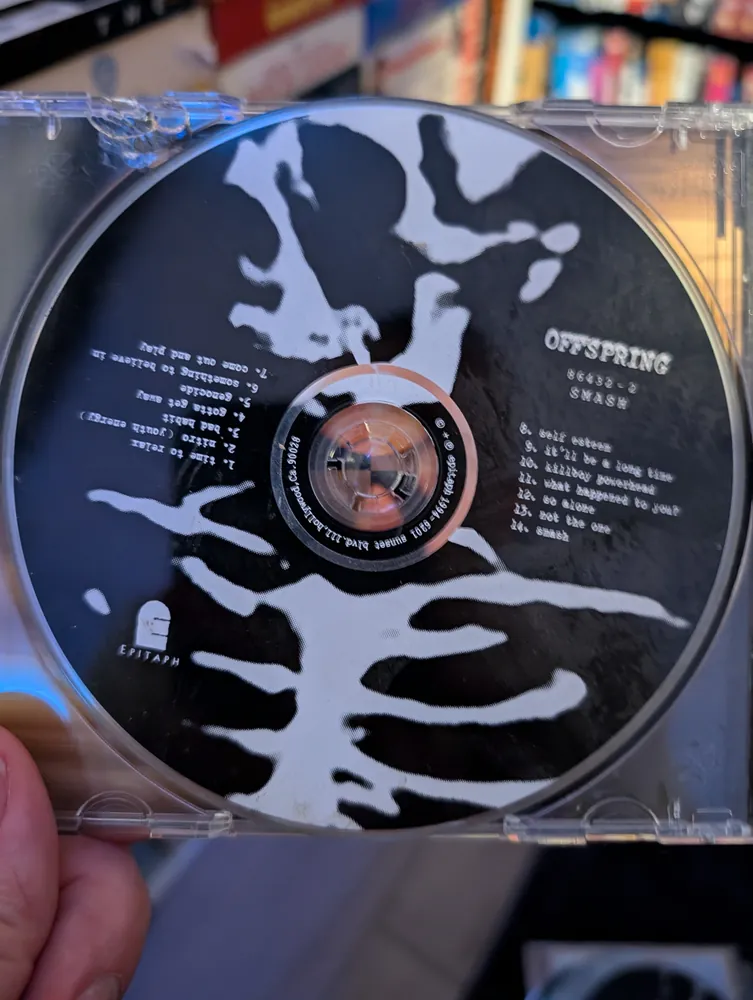 OFFSPRING
86432-2
SMASH
1. time to relax
2. nitro (youth energy)
3. bad habit
4. gotta get away
5. genocide
6. something to believe in
7. come out and play
8. self esteem
9. it'll be a long time
10. killboy powerhead
11. what happened to you?
12. so alone
13. not the one
14. smash
© + ℗ epitaph 1994=6201 sunset blvd.111,hollywood,ca.90028
E
EPITAPH